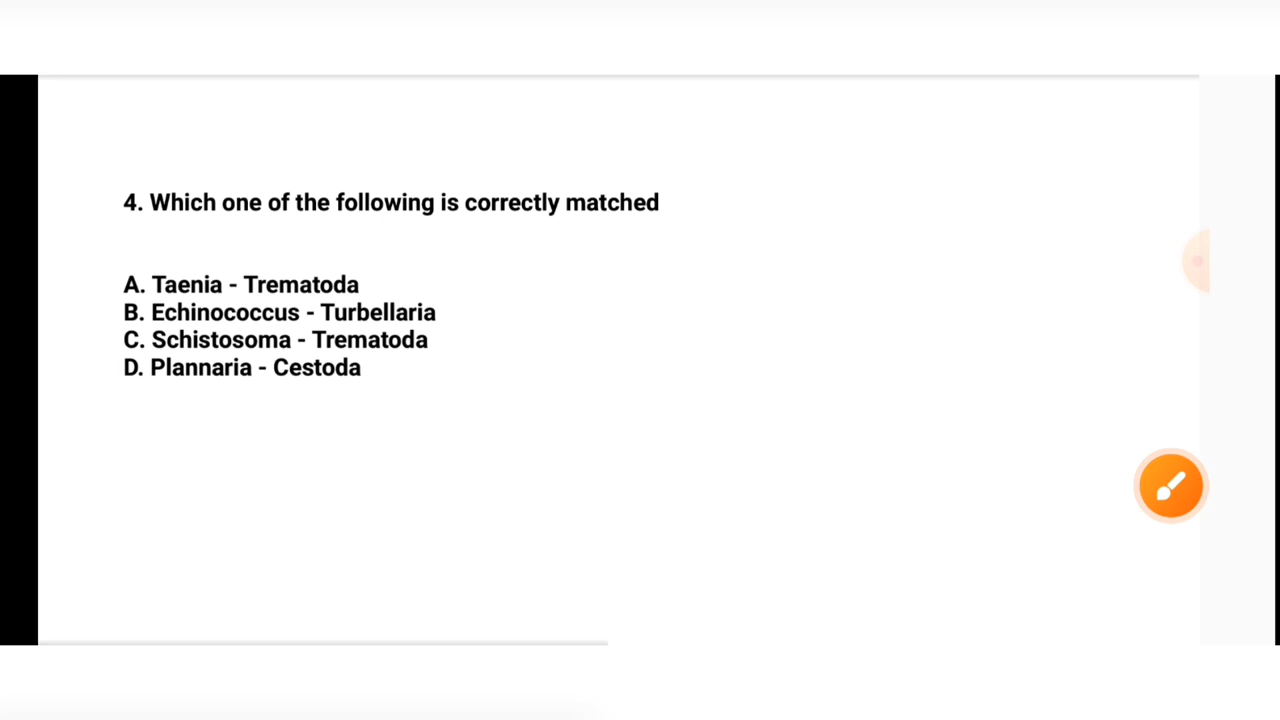 4. Which one of the following is correctly matched
A. Taenia - Trematoda
B. Echinococcus - Turbellaria
C. Schistosoma - Trematoda
D. Plannaria - Cestoda